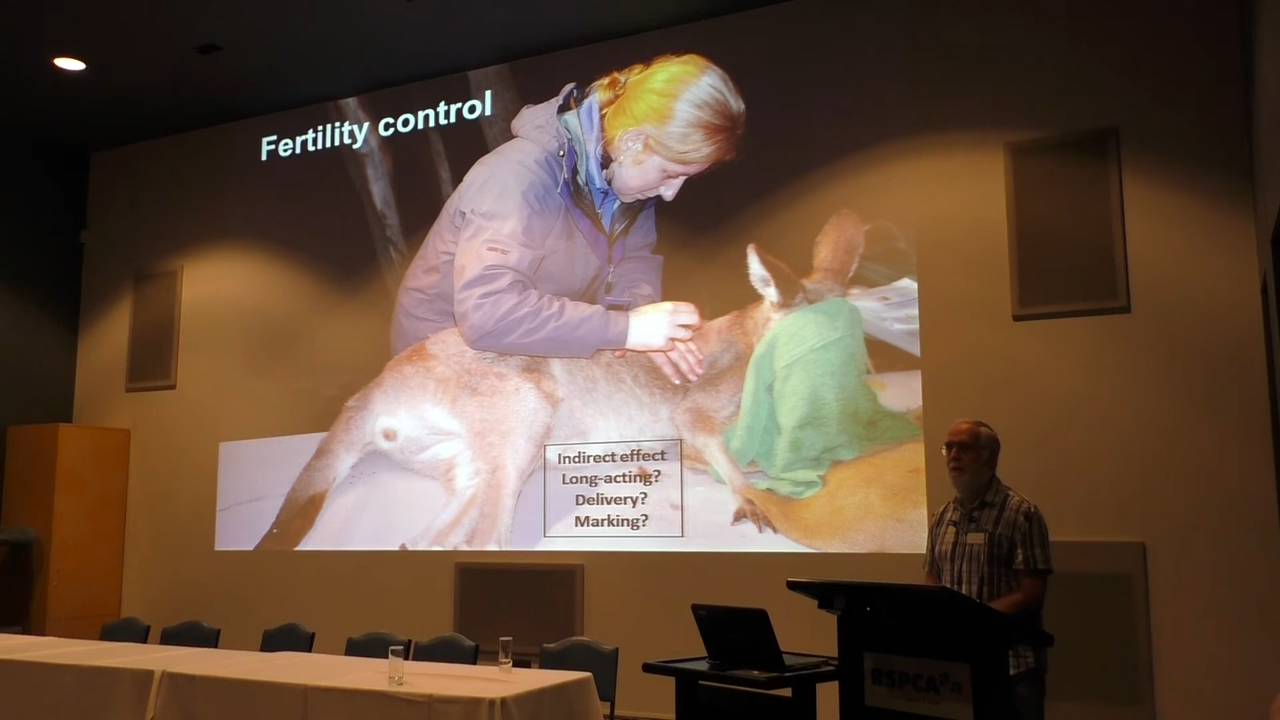 Fertility control
Indirect effect
Long-acting?
Delivery?
Marking?
RSPCA